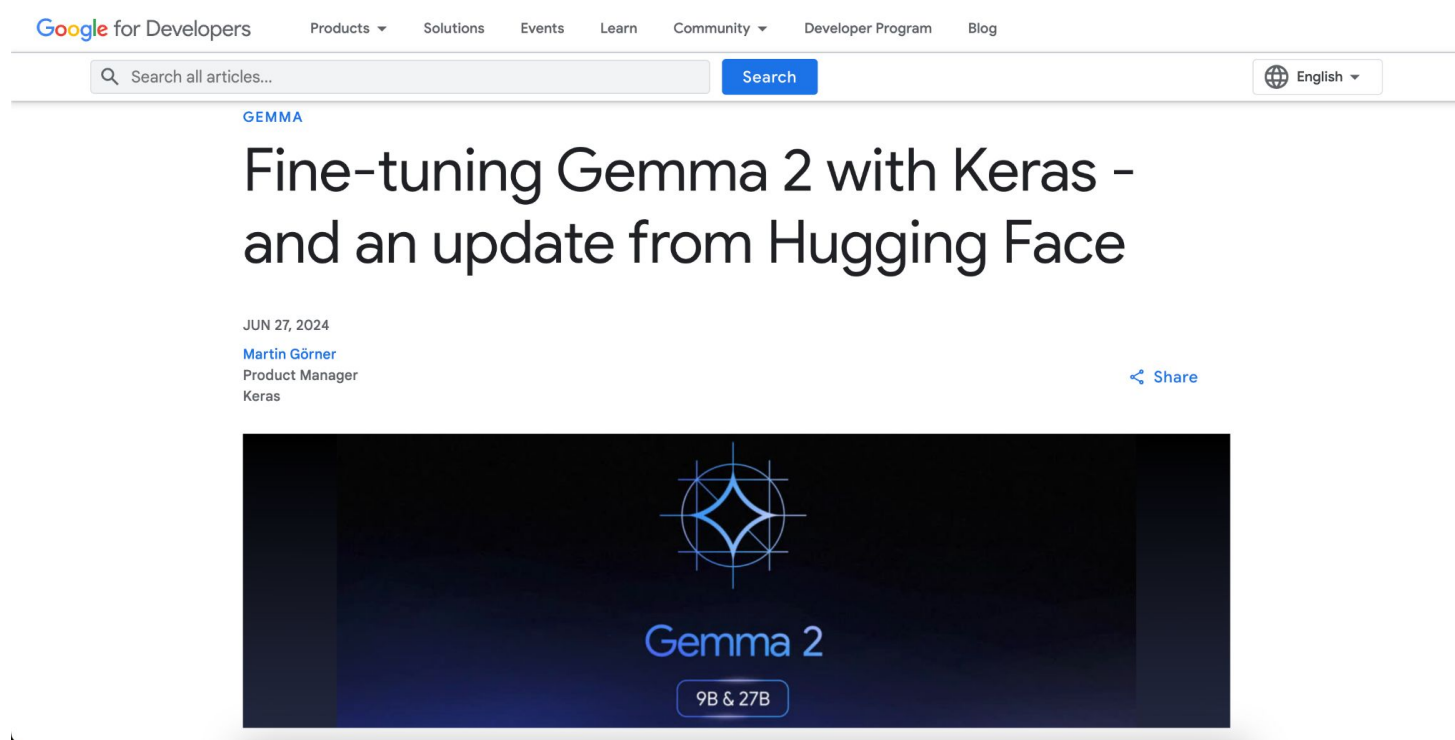 Google for Developers Products Solutions Events Learn Community Developer Program Blog
Search all articles... Search English
GEMMA
Fine-tuning Gemma 2 with Keras -
and an update from Hugging Face
JUN 27, 2024
Martin Görner
Product Manager
Share
Keras
Gemma 2
9B & 27B